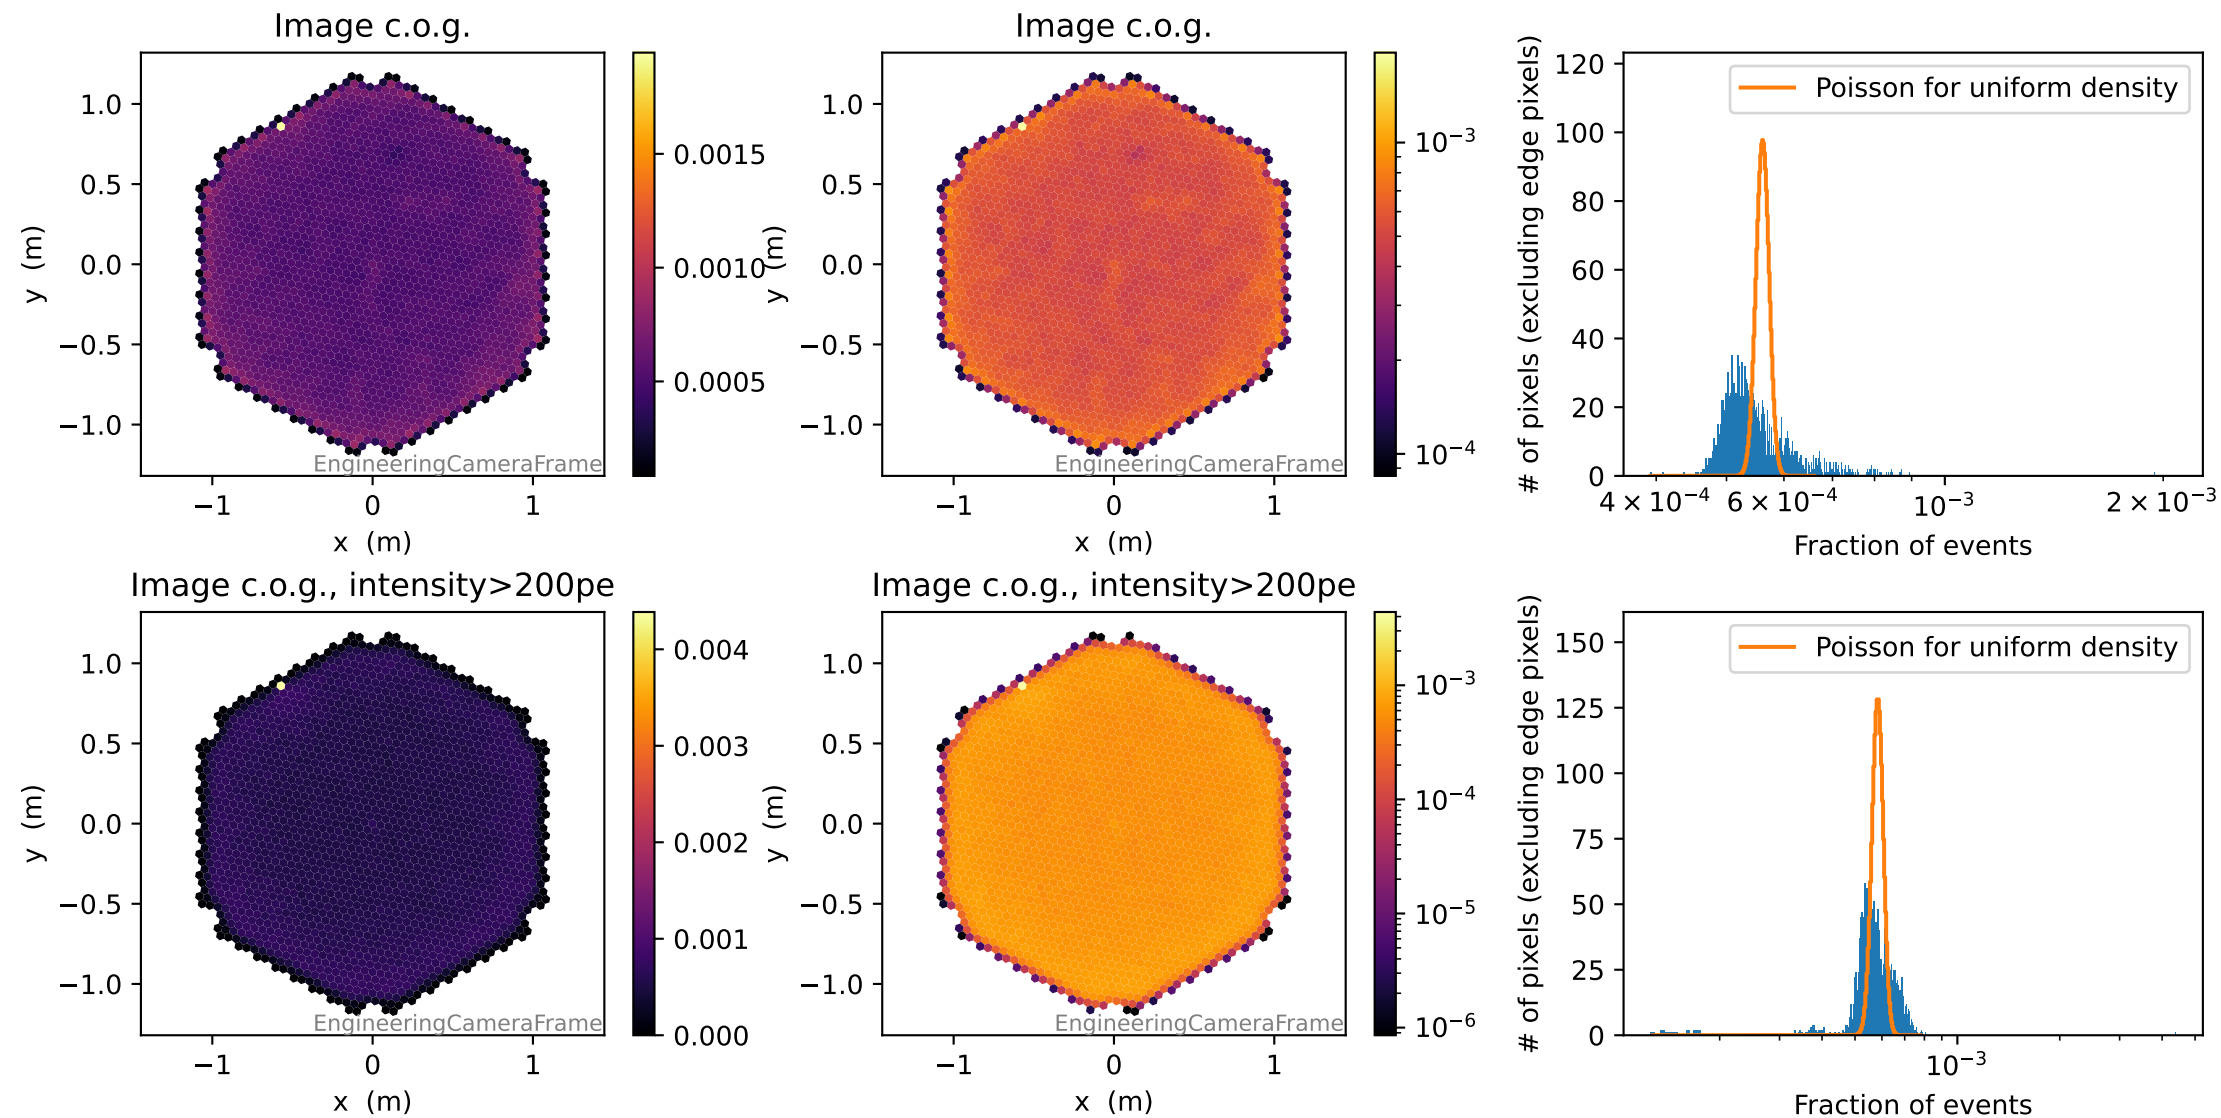 Image c.o.g.
1.0
0.5
0.0
−0.5
−1.0
y (m)
EngineeringCameraFrame
−1
0
1
x (m)
0.0015
0.0010
0.0005
Image c.o.g.
1.0
0.5
0.0
−0.5
−1.0
y (m)
EngineeringCameraFrame
−1
0
1
x (m)
10⁻³
10⁻⁴
120
100
80
60
40
20
0
# of pixels (excluding edge pixels)
Poisson for uniform density
4 × 10⁻⁴
6 × 10⁻⁴
10⁻³
2 × 10⁻³
Fraction of events
Image c.o.g., intensity>200pe
1.0
0.5
0.0
−0.5
−1.0
y (m)
EngineeringCameraFrame
−1
0
1
x (m)
0.004
0.003
0.002
0.001
0.000
Image c.o.g., intensity>200pe
1.0
0.5
0.0
−0.5
−1.0
y (m)
EngineeringCameraFrame
−1
0
1
x (m)
10⁻³
10⁻⁴
10⁻⁵
10⁻⁶
150
125
100
75
50
25
0
# of pixels (excluding edge pixels)
Poisson for uniform density
10⁻³
Fraction of events